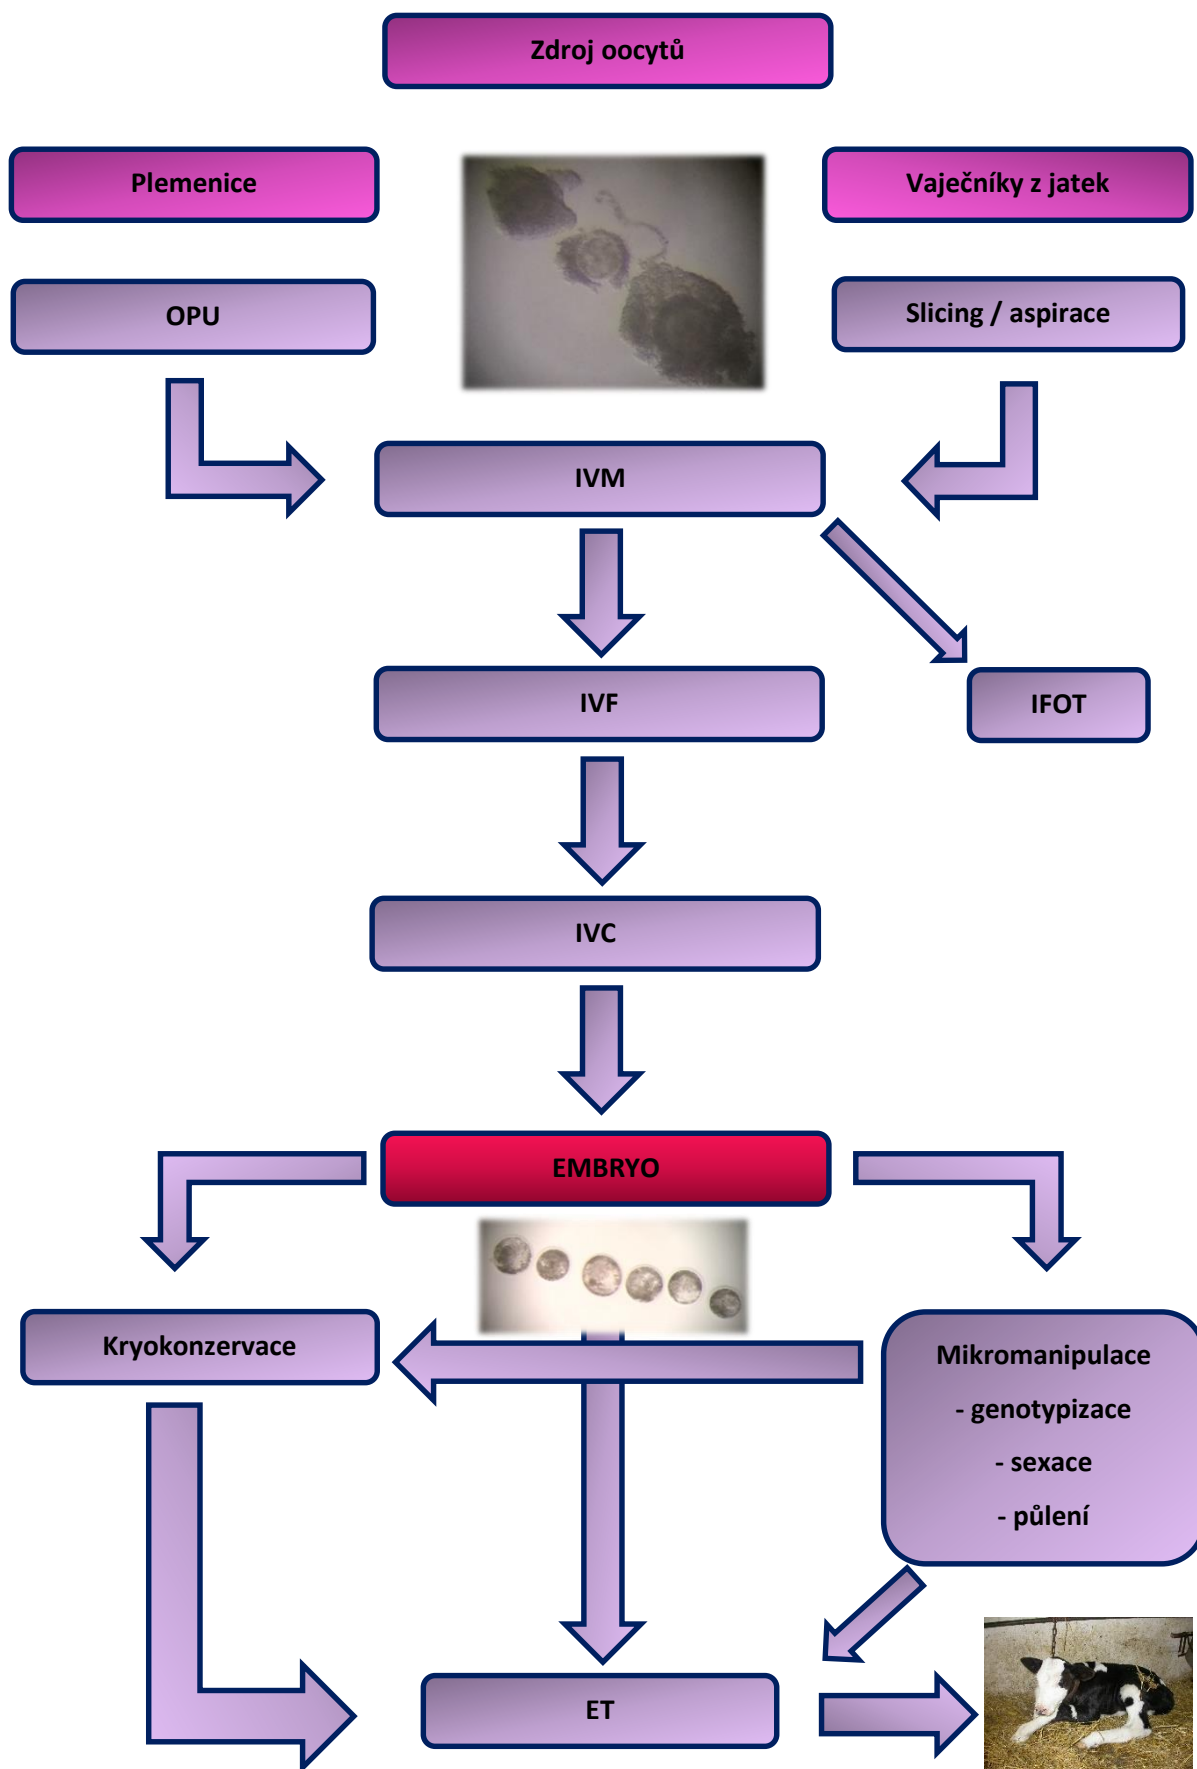 Zdroj oocytů
Plemenice
Vaječníky z jatek
OPU
Slicing / aspirace
IVM
IVF
IFOT
IVC
EMBRYO
Kryokonzervace
Mikromanipulace
- genotypizace
- sexace
- půlení
ET